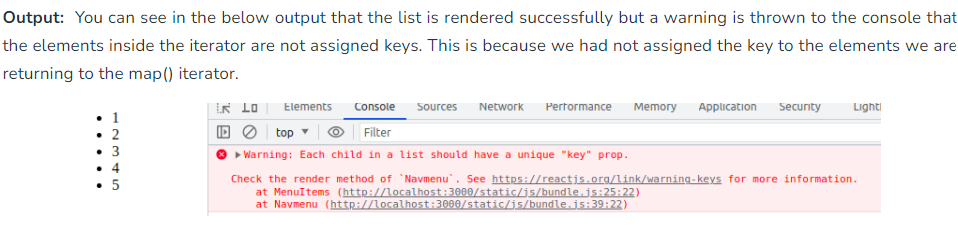 Output: You can see in the below output that the list is rendered successfully but a warning is thrown to the console that
the elements inside the iterator are not assigned keys. This is because we had not assigned the key to the elements we are
returning to the map() iterator.
• 1
• 2
• 3
• 4
• 5
Elements Console Sources Network Performance Memory Application Security Light
top ▼ Filter
▶Warning: Each child in a list should have a unique "key" prop.
Check the render method of `Navmenu`. See https://reactjs.org/link/warning-keys for more information.
at MenuItems (http://localhost:3000/static/js/bundle.js:25:22)
at Navmenu (http://localhost:3000/static/js/bundle.js:39:22)